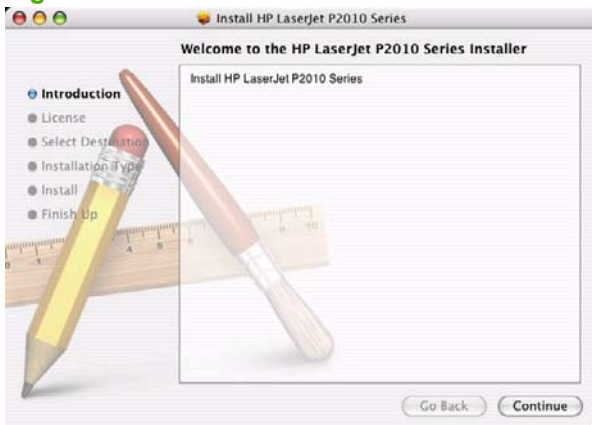 Install HP LaserJet P2010 Series
Welcome to the HP LaserJet P2010 Series Installer
Introduction
License
Select Destination
Installation Type
Install
Finish Up
Install HP LaserJet P2010 Series
Go Back
Continue